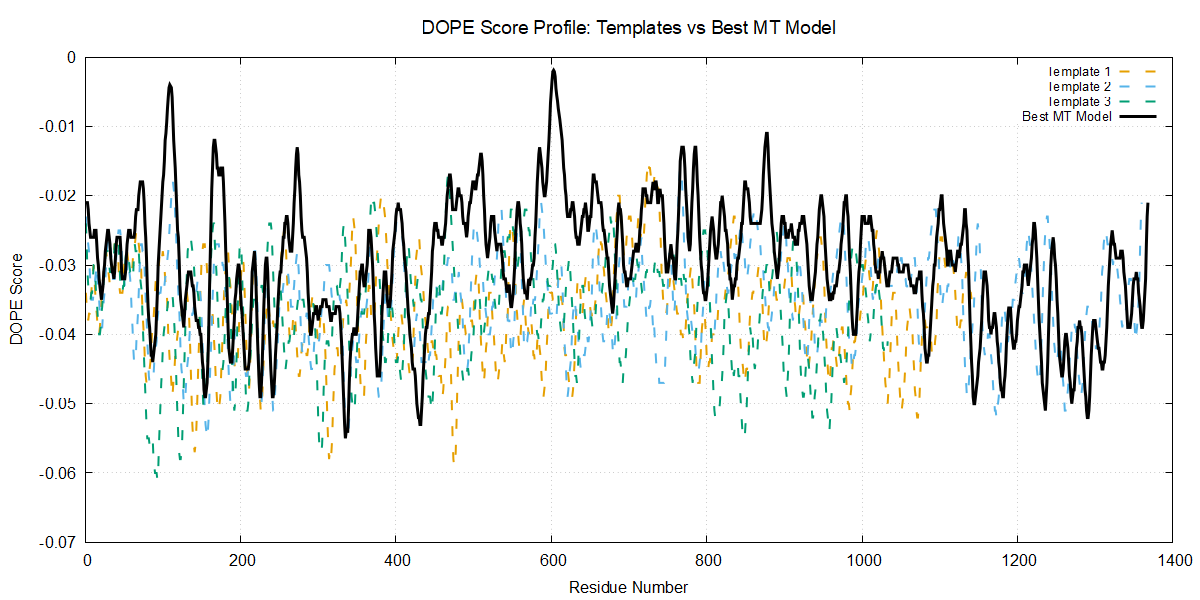 DOPE Score Profile: Templates vs Best MT Model
0
-0.01
-0.02
-0.03
-0.04
-0.05
-0.06
-0.07
DOPE Score
Template 1
Template 2
Template 3
Best MT Model
0 200 400 600 800 1000 1200 1400
Residue Number